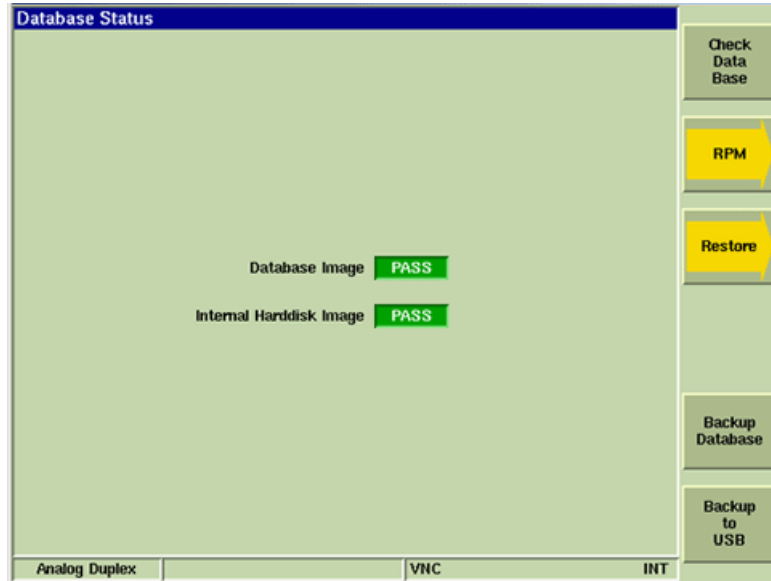 Database Status
Check
Data
Base
RPM
Restore
Database Image PASS
Internal Harddisk Image PASS
Backup
Database
Backup
to
USB
Analog Duplex VNC INT